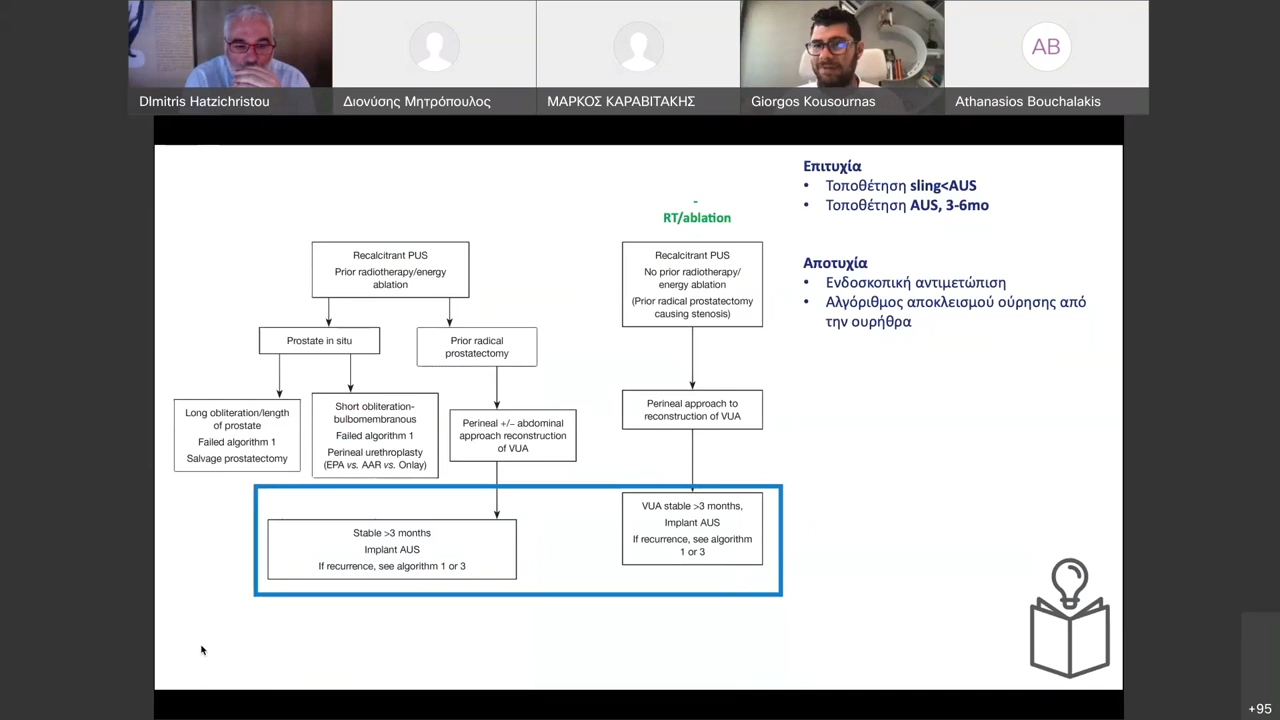 DImitris Hatzichristou
Διονύσης Μητρόπουλος
ΜΑΡΚΟΣ ΚΑΡΑΒΙΤΑΚΗΣ
Giorgos Kousournas
AB
Athanasios Bouchalakis
-
RT/ablation
Recalcitrant PUS
Prior radiotherapy/energy
ablation
Prostate in situ
Prior radical
prostatectomy
Long obliteration/length
of prostate
Failed algorithm 1
Salvage prostatectomy
Short obliteration-
bulbomembranous
Failed algorithm 1
Perineal urethroplasty
(EPA vs. AAR vs. Onlay)
Perineal +/– abdominal
approach reconstruction
of VUA
Stable >3 months
Implant AUS
If recurrence, see algorithm 1 or 3
Recalcitrant PUS
No prior radiotherapy/
energy ablation
(Prior radical prostatectomy
causing stenosis)
Perineal approach to
reconstruction of VUA
VUA stable >3 months,
Implant AUS
If recurrence, see algorithm
1 or 3
Επιτυχία
• Τοποθέτηση sling<AUS
• Τοποθέτηση AUS, 3-6mo
Αποτυχία
• Ενδοσκοπική αντιμετώπιση
• Αλγόριθμος αποκλεισμού ούρησης από
την ουρήθρα
+95